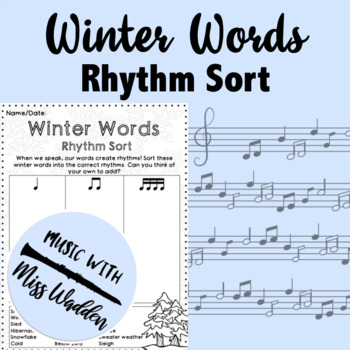 Winter Words
Rhythm Sort
Name/Date:
Winter Words
Rhythm Sort
When we speak, our words create rhythms! Sort these
winter words into the correct rhythms. Can you think of
your own to add?
MUSIC WITH
Miss Wadden
Sled
Snowflake
Cold
weather
Sleigh